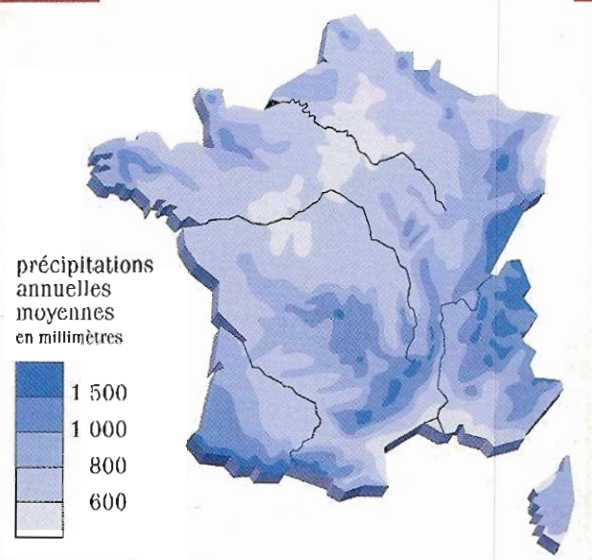 précipitations
annuelles
moyennes
en millimètres
1 500
1 000
800
600